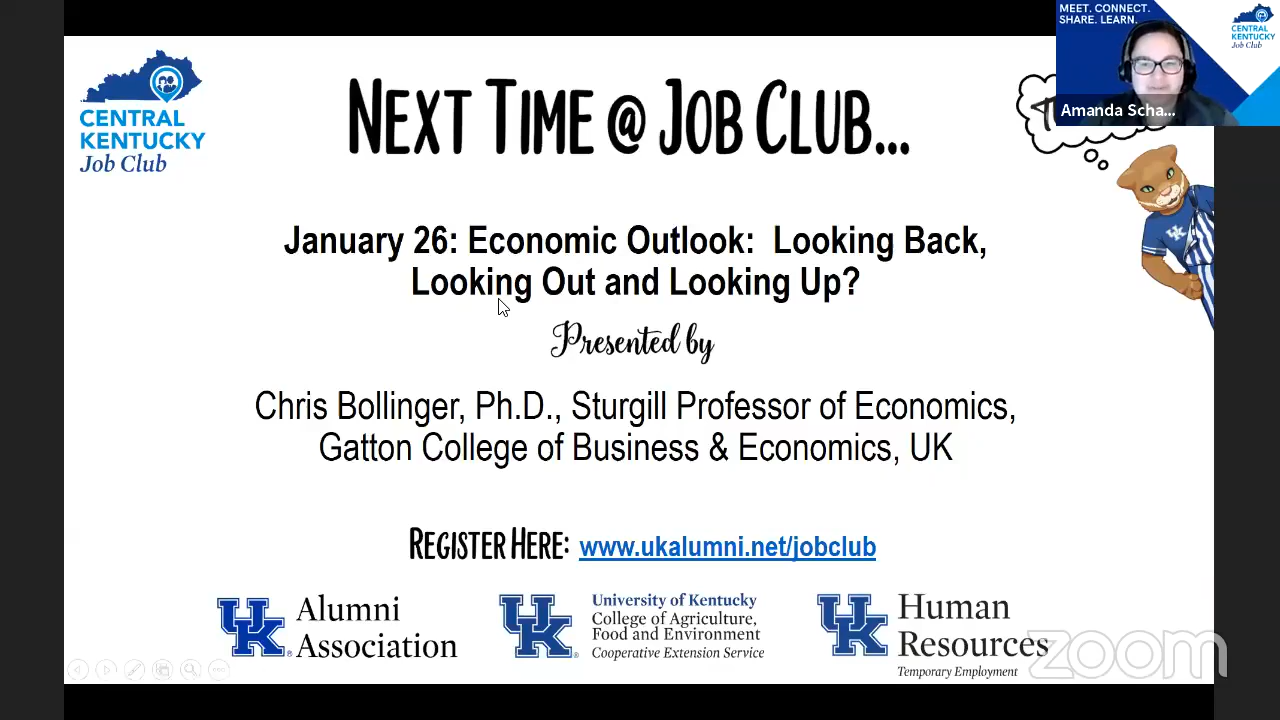 MEET. CONNECT.
SHARE. LEARN.
CENTRAL
KENTUCKY
Job Club
Amanda Scha...
CENTRAL
KENTUCKY
Job Club
NEXT TIME @ JOB CLUB...
January 26: Economic Outlook: Looking Back,
Looking Out and Looking Up?
Presented by
Chris Bollinger, Ph.D., Sturgill Professor of Economics,
Gatton College of Business & Economics, UK
REGISTER HERE: www.ukalumni.net/jobclub
UK
Alumni
Association
UK
University of Kentucky
College of Agriculture,
Food and Environment
Cooperative Extension Service
UK
Human
Resources
Temporary Employment
zoom